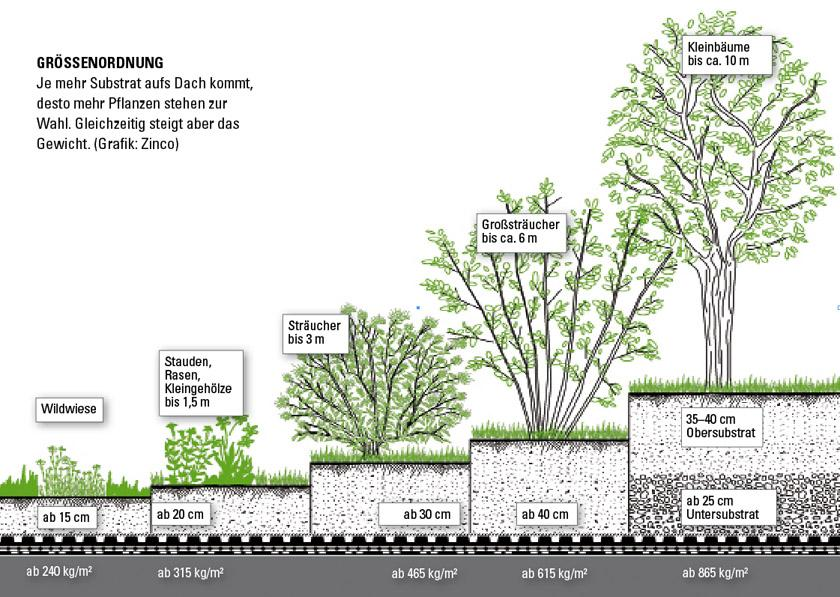 GRÖSSENORDNUNG
Je mehr Substrat aufs Dach kommt,
desto mehr Pflanzen stehen zur
Wahl. Gleichzeitig steigt aber das
Gewicht. (Grafik: Zinco)
Kleinbäume
bis ca. 10 m
Großsträucher
bis ca. 6 m
Sträucher
bis 3 m
Stauden,
Rasen,
Kleingehölze
bis 1,5 m
Wildwiese
35–40 cm
Obersubstrat
ab 25 cm
Untersubstrat
ab 15 cm
ab 20 cm
ab 30 cm
ab 40 cm
ab 240 kg/m²
ab 315 kg/m²
ab 465 kg/m²
ab 615 kg/m²
ab 865 kg/m²